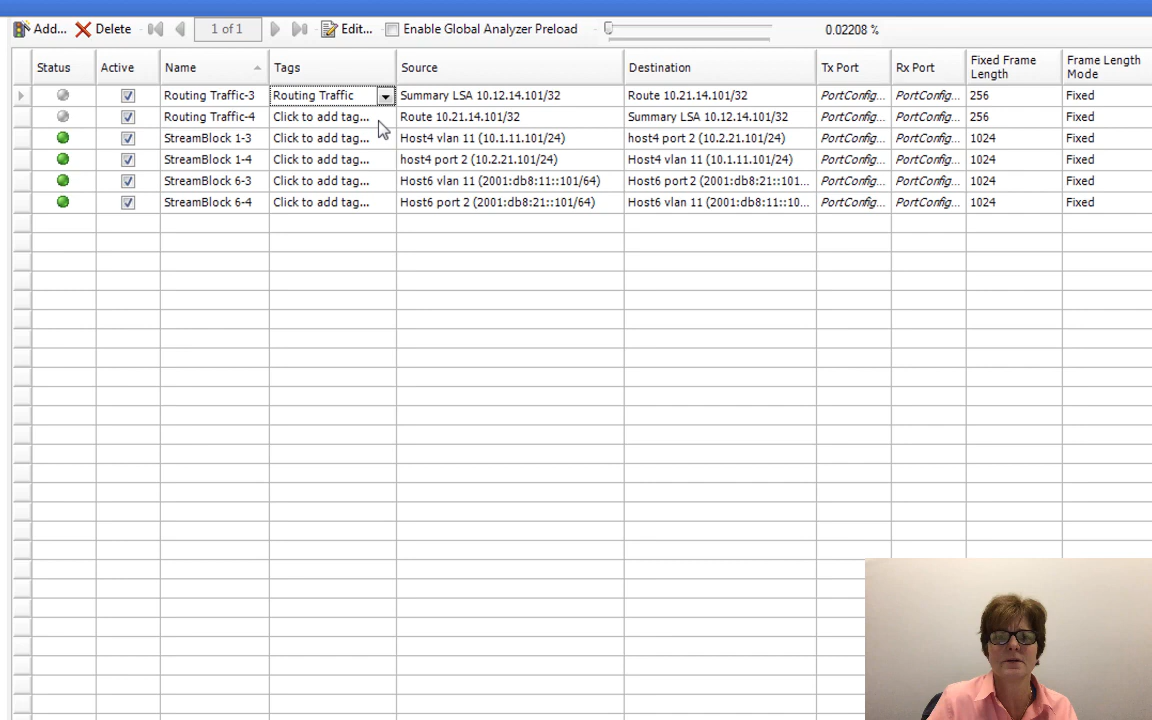 Add... Delete 1 of 1 Edit... Enable Global Analyzer Preload 0.02208 %
Status Active Name Tags Source Destination Tx Port Rx Port Fixed Frame Length Frame Length Mode
Routing Traffic-3 Routing Traffic Summary LSA 10.12.14.101/32 Route 10.21.14.101/32 PortConfig... PortConfig... 256 Fixed
Routing Traffic-4 Click to add tag... Route 10.21.14.101/32 Summary LSA 10.12.14.101/32 PortConfig... PortConfig... 256 Fixed
StreamBlock 1-3 Click to add tag... Host4 vlan 11 (10.1.11.101/24) host4 port 2 (10.2.21.101/24) PortConfig... PortConfig... 1024 Fixed
StreamBlock 1-4 Click to add tag... host4 port 2 (10.2.21.101/24) Host4 vlan 11 (10.1.11.101/24) PortConfig... PortConfig... 1024 Fixed
StreamBlock 6-3 Click to add tag... Host6 vlan 11 (2001:db8:11::101/64) Host6 port 2 (2001:db8:21::101... PortConfig... PortConfig... 1024 Fixed
StreamBlock 6-4 Click to add tag... Host6 port 2 (2001:db8:21::101/64) Host6 vlan 11 (2001:db8:11::10... PortConfig... PortConfig... 1024 Fixed